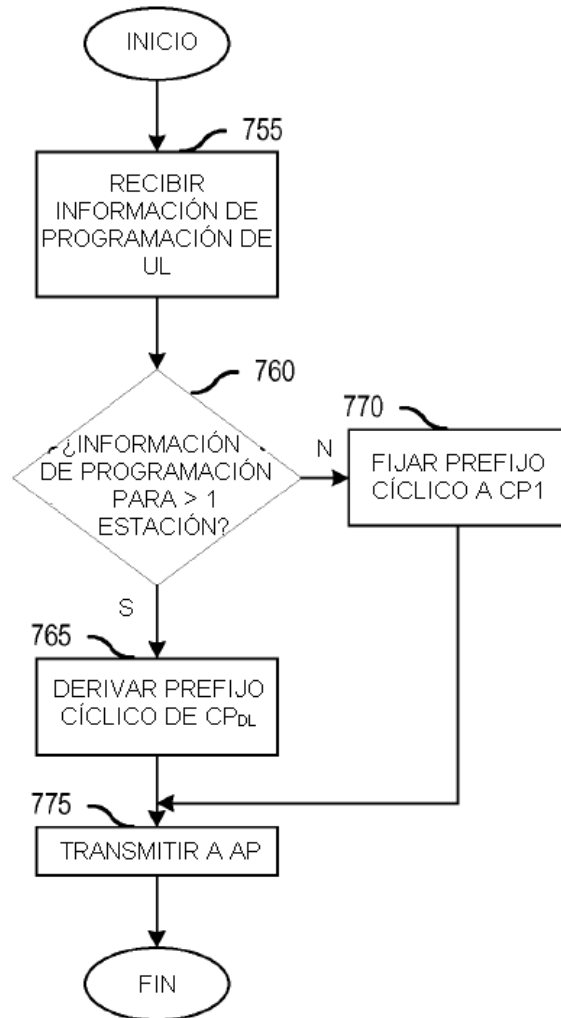 INICIO
755
RECIBIR
INFORMACIÓN DE
PROGRAMACIÓN DE
UL
760
¿INFORMACIÓN
DE PROGRAMACIÓN
PARA > 1
ESTACIÓN?
N
770
FIJAR PREFIJO
CÍCLICO A CP1
S
765
DERIVAR PREFIJO
CÍCLICO DE CPDL
775
TRANSMITIR A AP
FIN